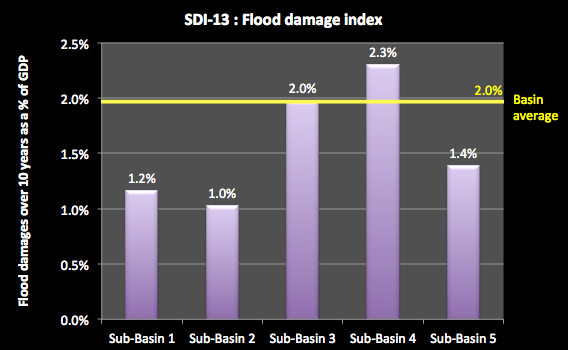 SDI-13 : Flood damage index
Flood damages over 10 years as a % of GDP
2.5%
2.0%
1.5%
1.0%
0.5%
0.0%
1.2%
1.0%
2.0%
2.3%
1.4%
2.0%
Basin
average
Sub-Basin 1
Sub-Basin 2
Sub-Basin 3
Sub-Basin 4
Sub-Basin 5